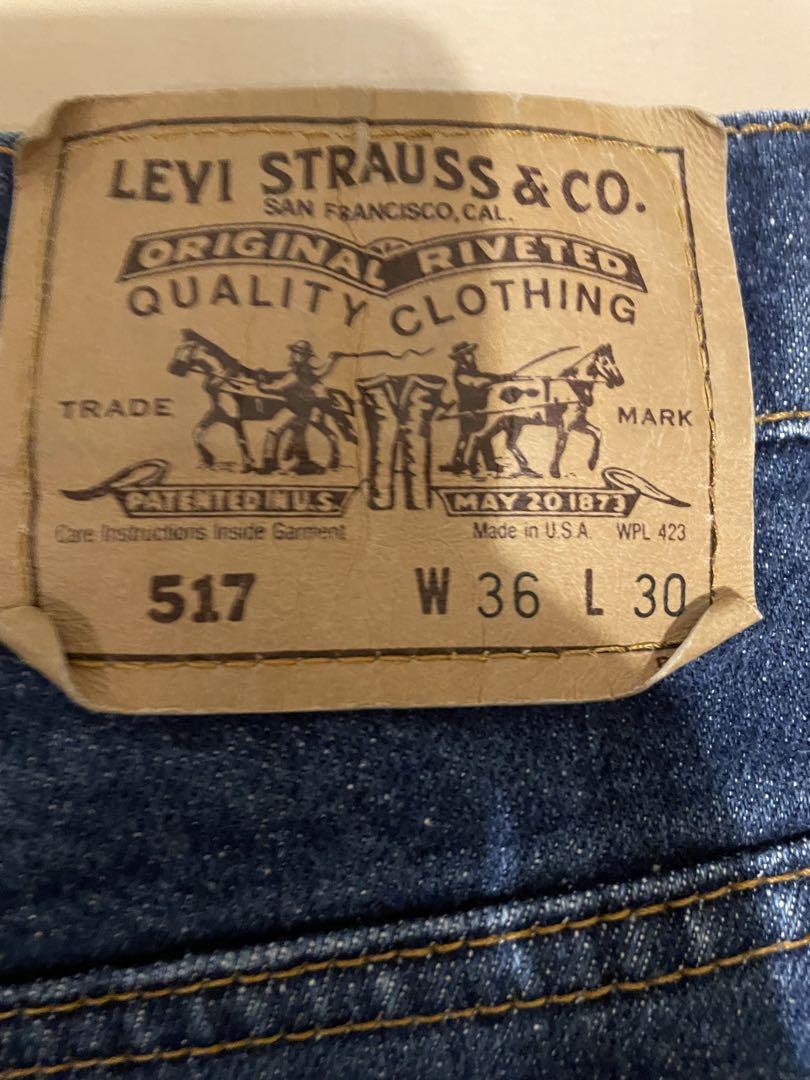 LEVI STRAUSS & CO.
SAN FRANCISCO, CAL.
ORIGINAL RIVETED
QUALITY CLOTHING
TRADE MARK
PATENTED IN U.S. MAY 20 1873
Care Instructions Inside Garment Made in U.S.A. WPL 423
517 W 36 L 30